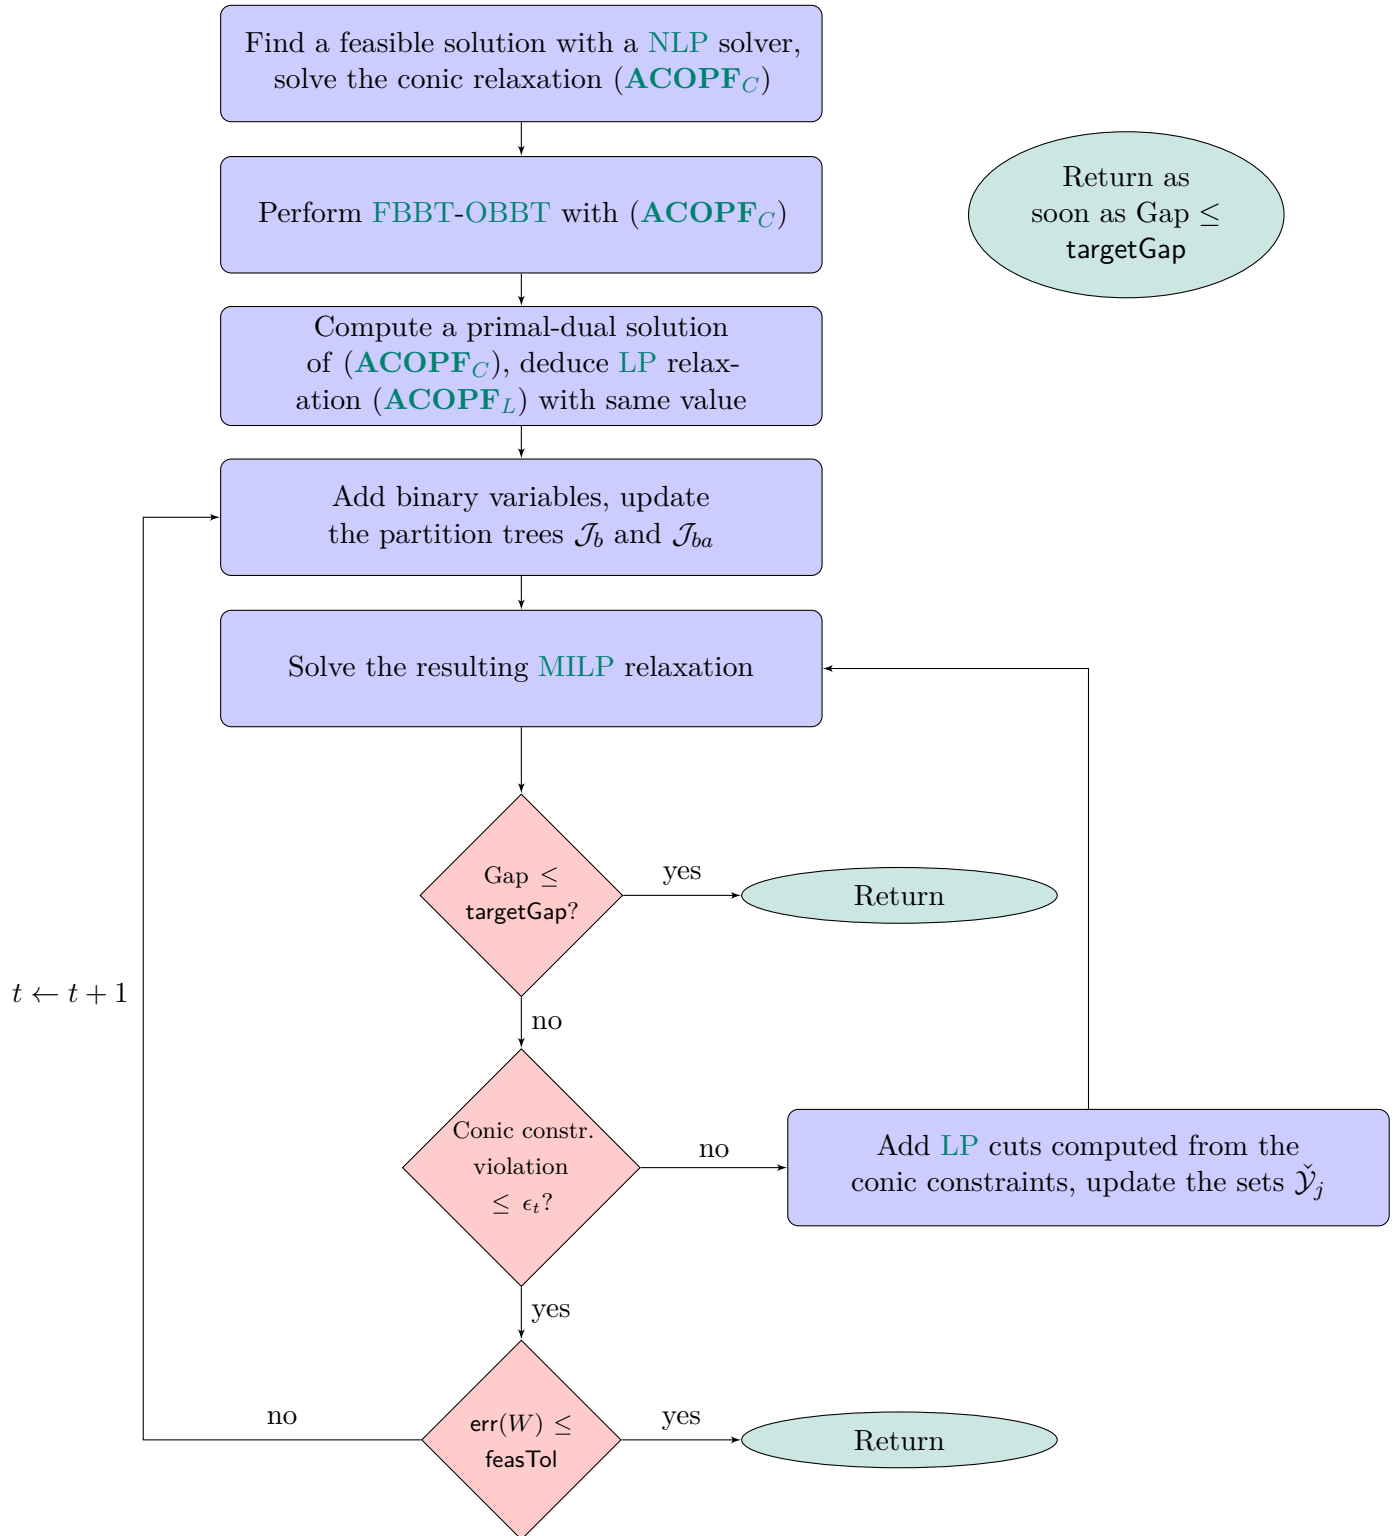 Find a feasible solution with a NLP solver,
solve the conic relaxation (ACOPF_C)
Perform FBBT-OBBT with (ACOPF_C)
Return as
soon as Gap ≤
targetGap
Compute a primal-dual solution
of (ACOPF_C), deduce LP relax-
ation (ACOPF_L) with same value
Add binary variables, update
the partition trees 𝒥_b and 𝒥_ba
Solve the resulting MILP relaxation
Gap ≤
targetGap?
yes
Return
t ← t + 1
no
Conic constr.
violation
≤ ϵ_t?
no
Add LP cuts computed from the
conic constraints, update the sets 𝒴̌_j
yes
no
err(W) ≤
feasTol
yes
Return